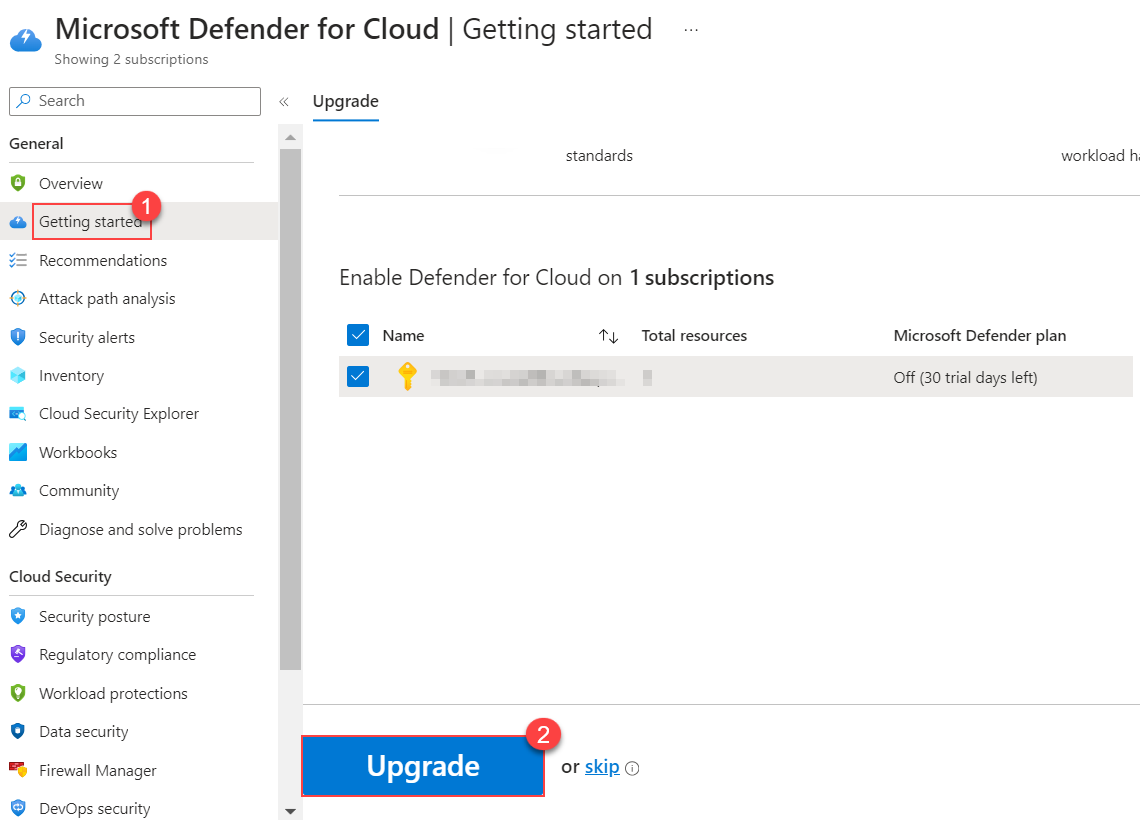 Microsoft Defender for Cloud | Getting started ...
Showing 2 subscriptions
Search
«
General
Overview
Getting started
1
Recommendations
Attack path analysis
Security alerts
Inventory
Cloud Security Explorer
Workbooks
Community
Diagnose and solve problems
Cloud Security
Security posture
Regulatory compliance
Workload protections
Data security
Firewall Manager
DevOps security
Upgrade
standards workload ha
Enable Defender for Cloud on 1 subscriptions
Name Total resources Microsoft Defender plan
Off (30 trial days left)
Upgrade
2
or skip